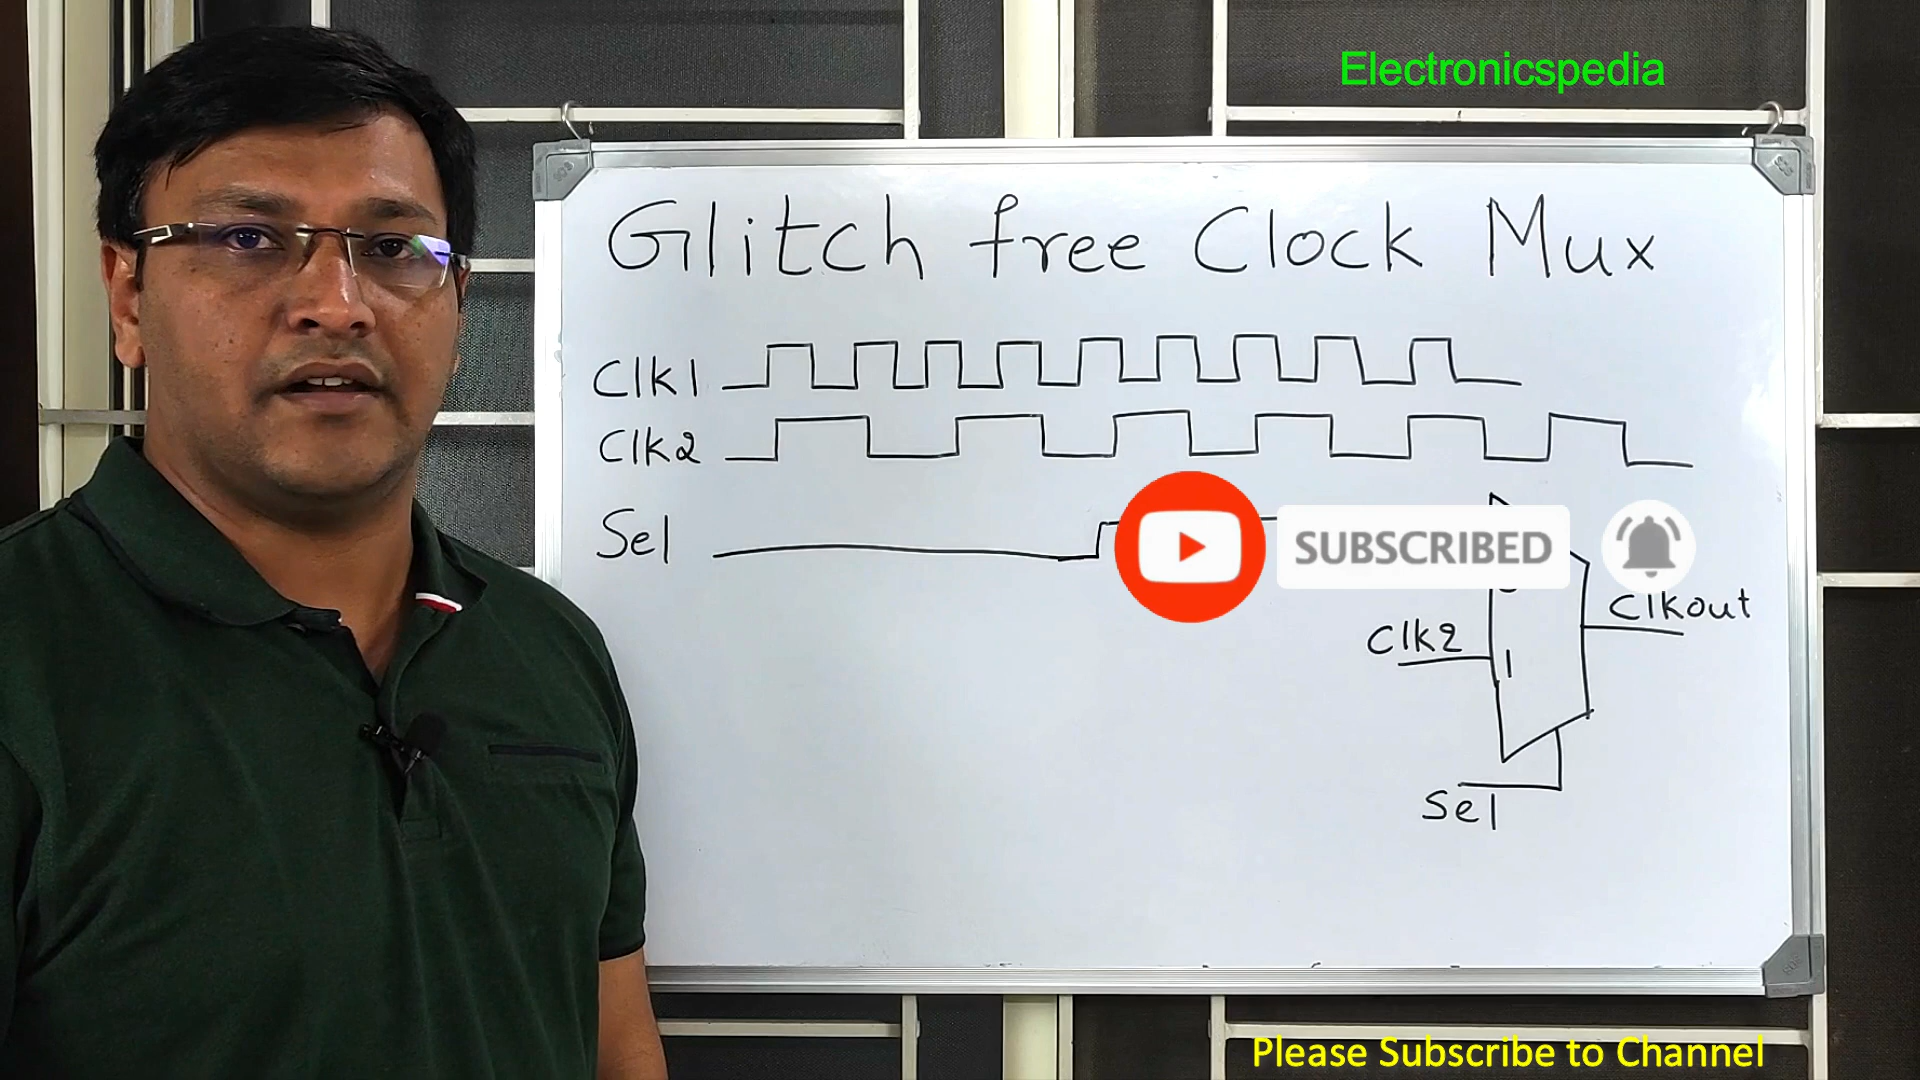 Electronicspedia
Glitch free Clock Mux
Clk1
Clk2
Sel
SUBSCRIBED
Clkout
Clk2
1
Sel
Please Subscribe to Channel